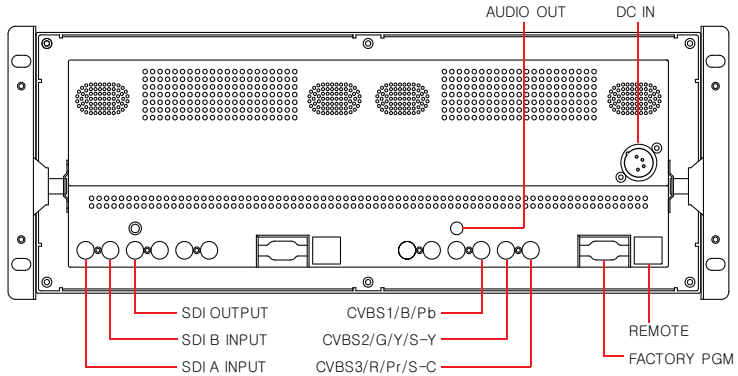 AUDIO OUT
DC IN
SDI OUTPUT
CVBS1/B/Pb
SDI B INPUT
CVBS2/G/Y/S-Y
REMOTE
SDI A INPUT
CVBS3/R/Pr/S-C
FACTORY PGM